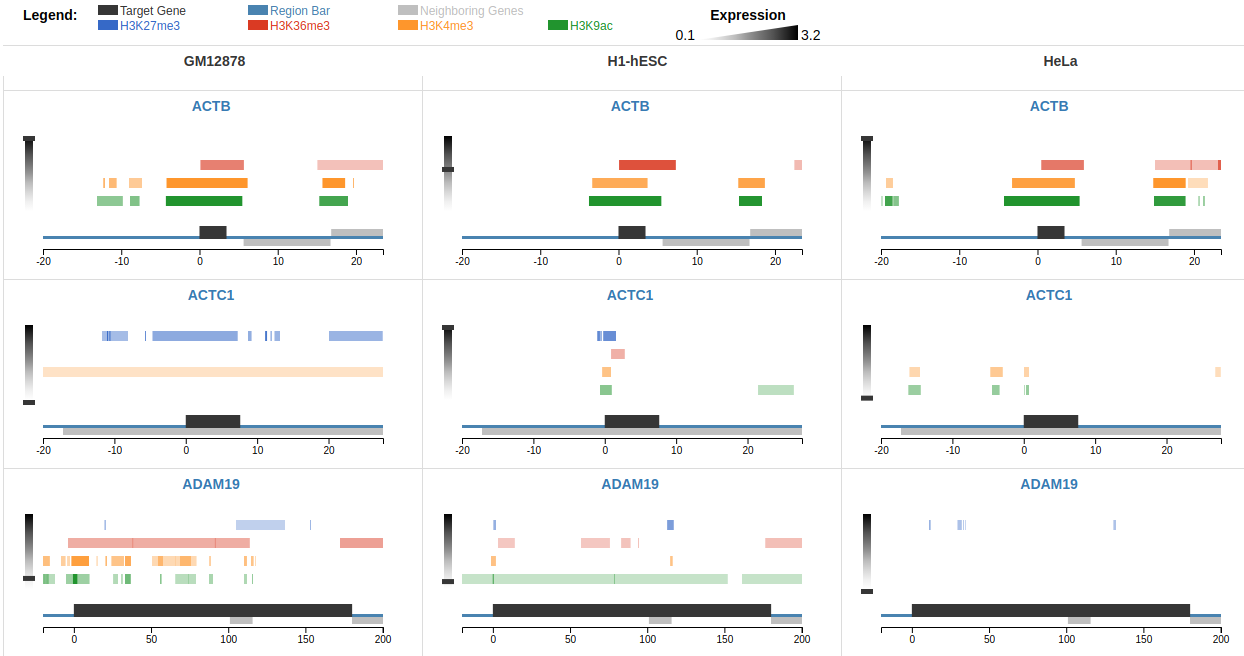 Legend: Target Gene Region Bar Neighboring Genes Expression
H3K27me3 H3K36me3 H3K4me3 H3K9ac 0.1 3.2
GM12878 H1-hESC HeLa
ACTB ACTB ACTB
-20 -10 0 10 20 -20 -10 0 10 20 -20 -10 0 10 20
ACTC1 ACTC1 ACTC1
-20 -10 0 10 20 -20 -10 0 10 20 -20 -10 0 10 20
ADAM19 ADAM19 ADAM19
0 50 100 150 200 0 50 100 150 200 0 50 100 150 200